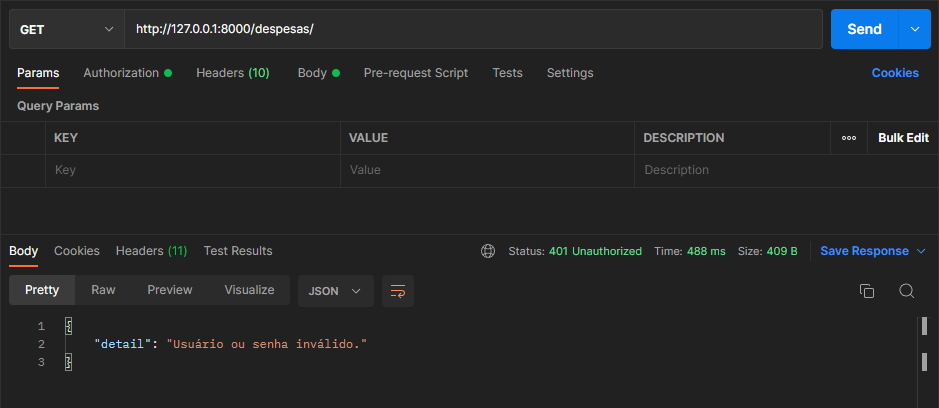 GET http://127.0.0.1:8000/despesas/ Send
Params Authorization Headers (10) Body Pre-request Script Tests Settings Cookies
Query Params
KEY VALUE DESCRIPTION ooo Bulk Edit
Key Value Description
Body Cookies Headers (11) Test Results Status: 401 Unauthorized Time: 488 ms Size: 409 B Save Response
Pretty Raw Preview Visualize JSON
1 {
2 "detail": "Usuário ou senha inválido."
3 }